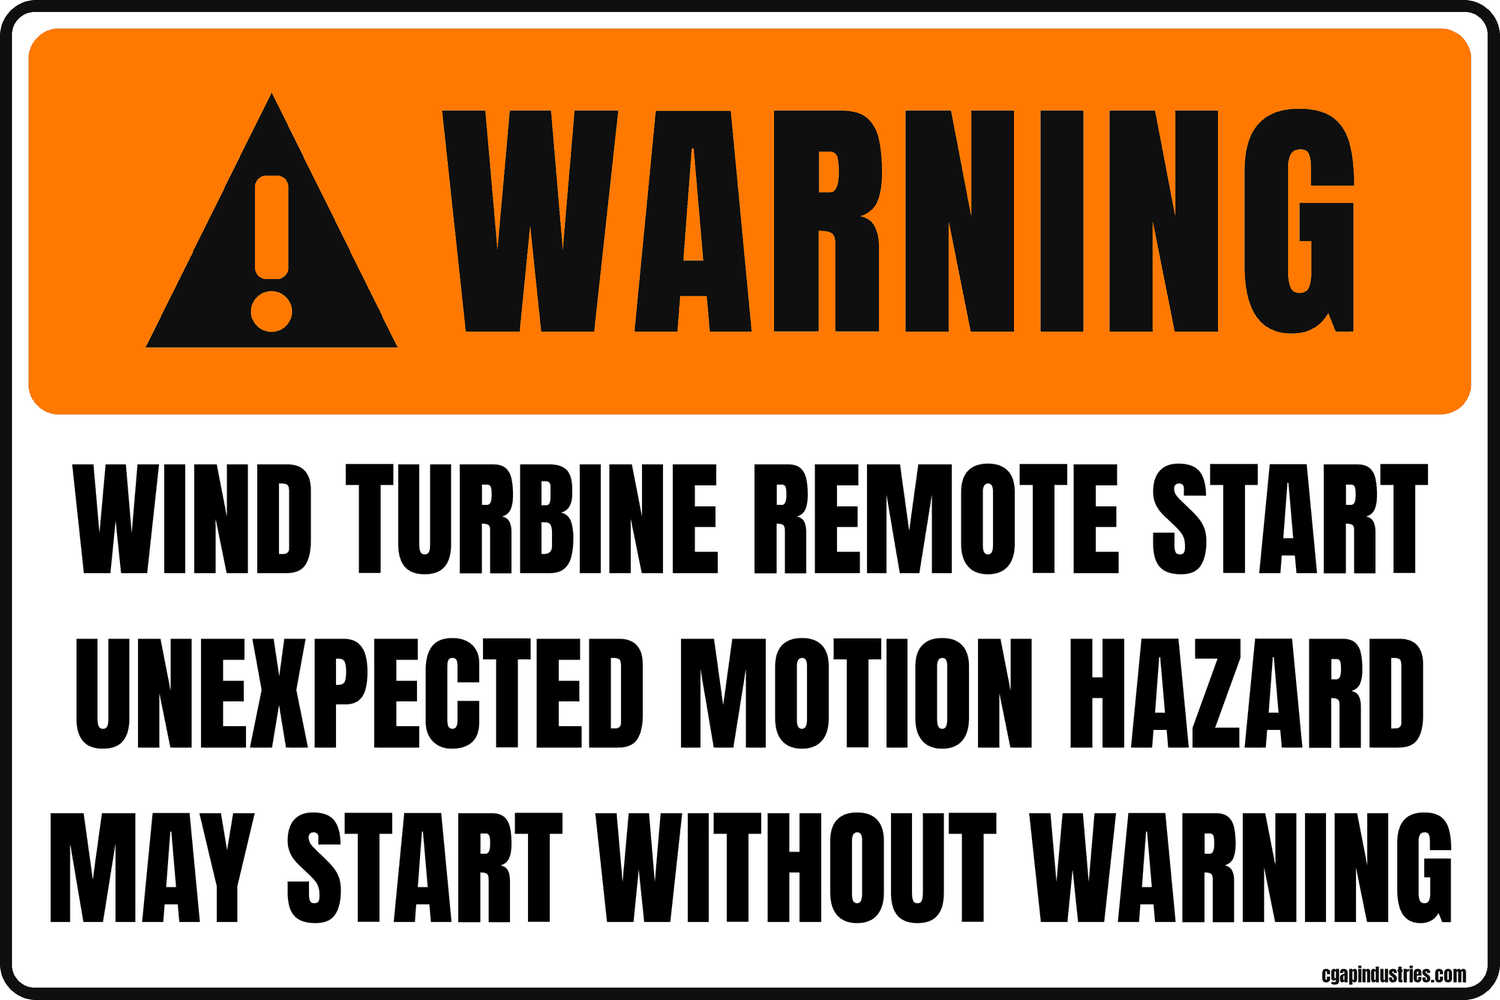 WARNING
WIND TURBINE REMOTE START
UNEXPECTED MOTION HAZARD
MAY START WITHOUT WARNING
cgapindustries.com